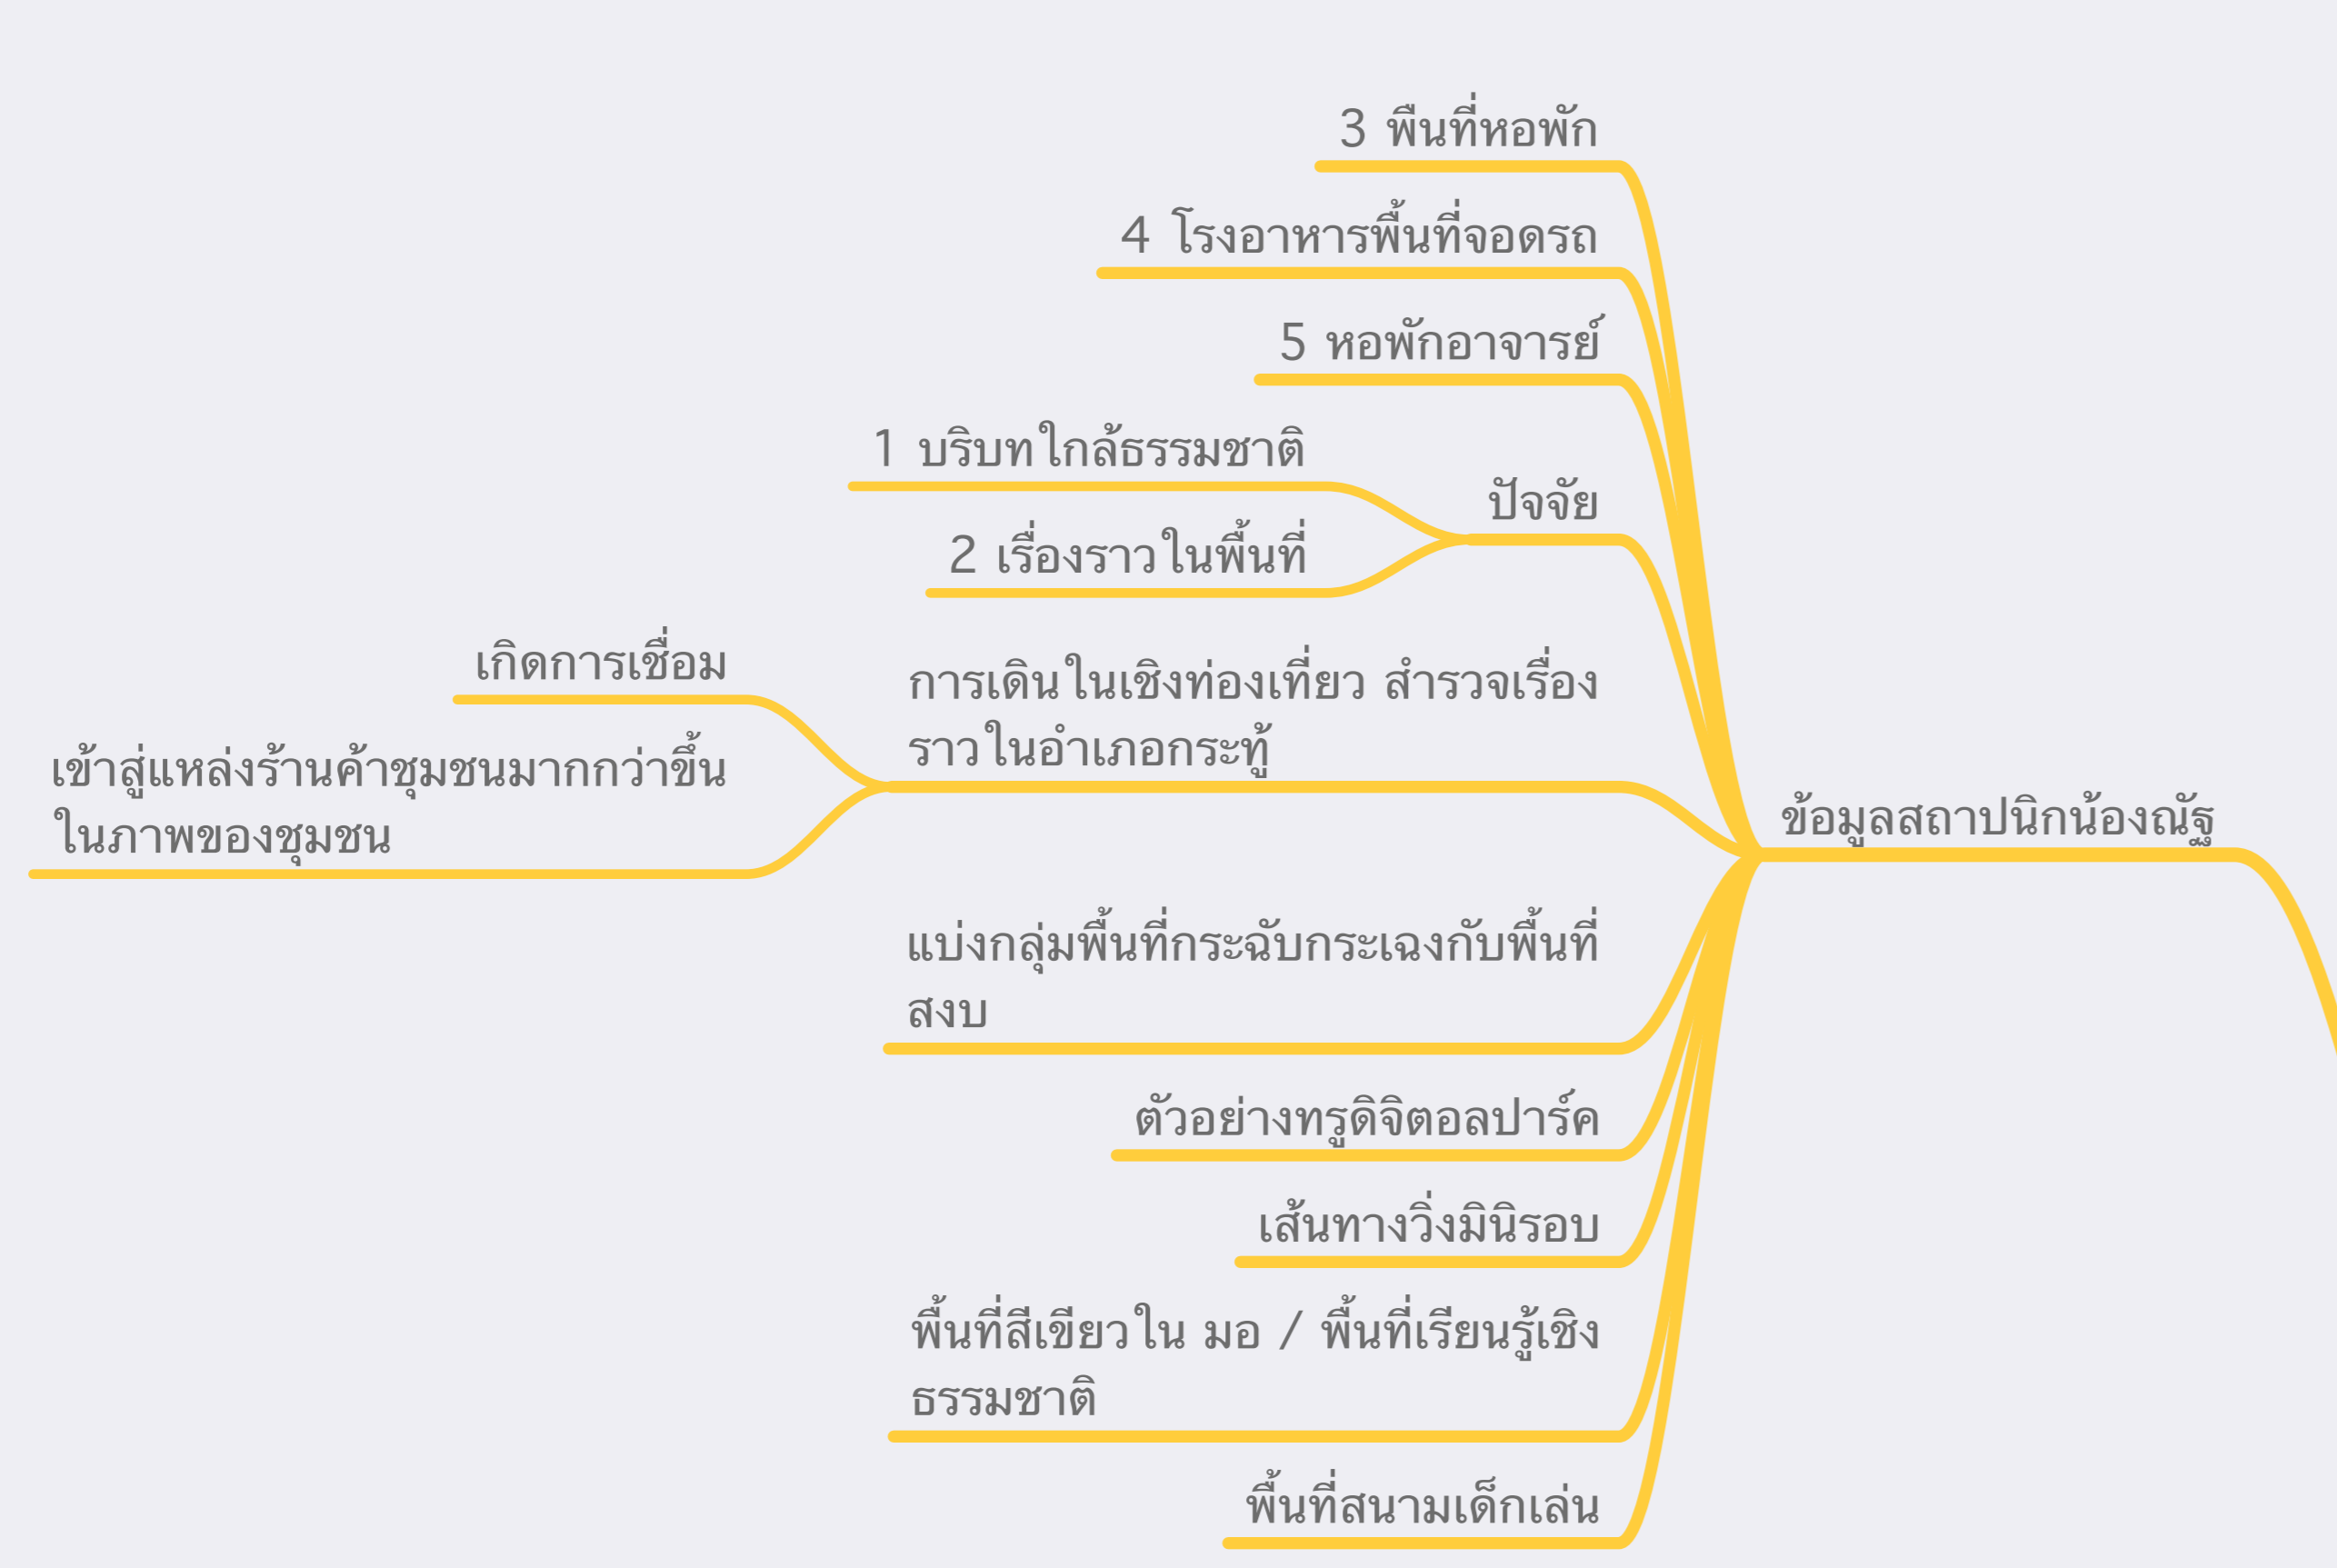 3 พืนที่หอพัก
4 โรงอาหารพื้นที่จอดรถ
5 หอพักอาจารย์
1 บริบทใกล้ธรรมชาติ
ปัจจัย
2 เรื่องราวในพื้นที่
เกิดการเชื่อม
การเดินในเชิงท่องเที่ยว สำรวจเรื่อง
ราวในอำเภอกระทู้
เข้าสู่แหล่งร้านค้าชุมชนมากกว่าขึ้น
ในภาพของชุมชน
ข้อมูลสถาปนิกน้องณัฐ
แบ่งกลุ่มพื้นที่กระฉับกระเฉงกับพื้นที่
สงบ
ตัวอย่างทรูดิจิตอลปาร์ค
เส้นทางวิ่งมินิรอบ
พื้นที่สีเขียวใน มอ / พื้นที่เรียนรู้เชิง
ธรรมชาติ
พื้นที่สนามเด็กเล่น